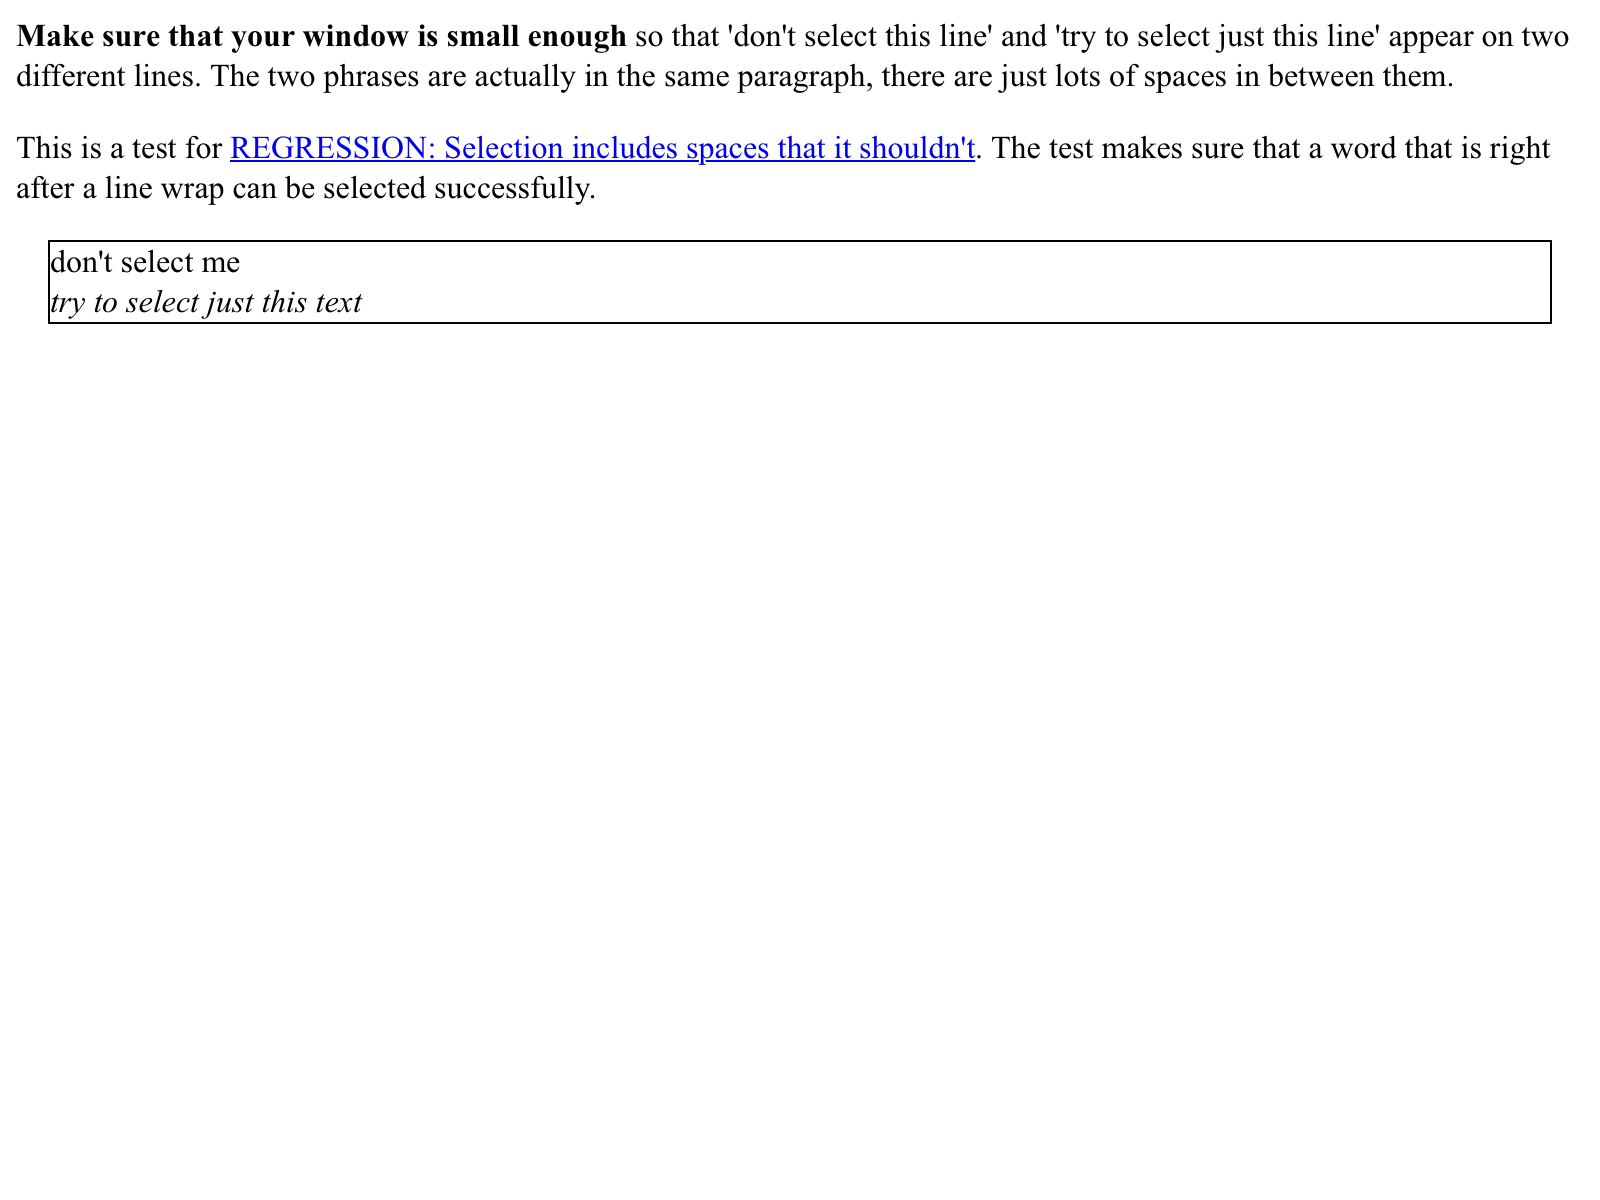 Make sure that your window is small enough so that 'don't select this line' and 'try to select just this line' appear on two
different lines. The two phrases are actually in the same paragraph, there are just lots of spaces in between them.
This is a test for REGRESSION: Selection includes spaces that it shouldn't. The test makes sure that a word that is right
after a line wrap can be selected successfully.
don't select me
try to select just this text